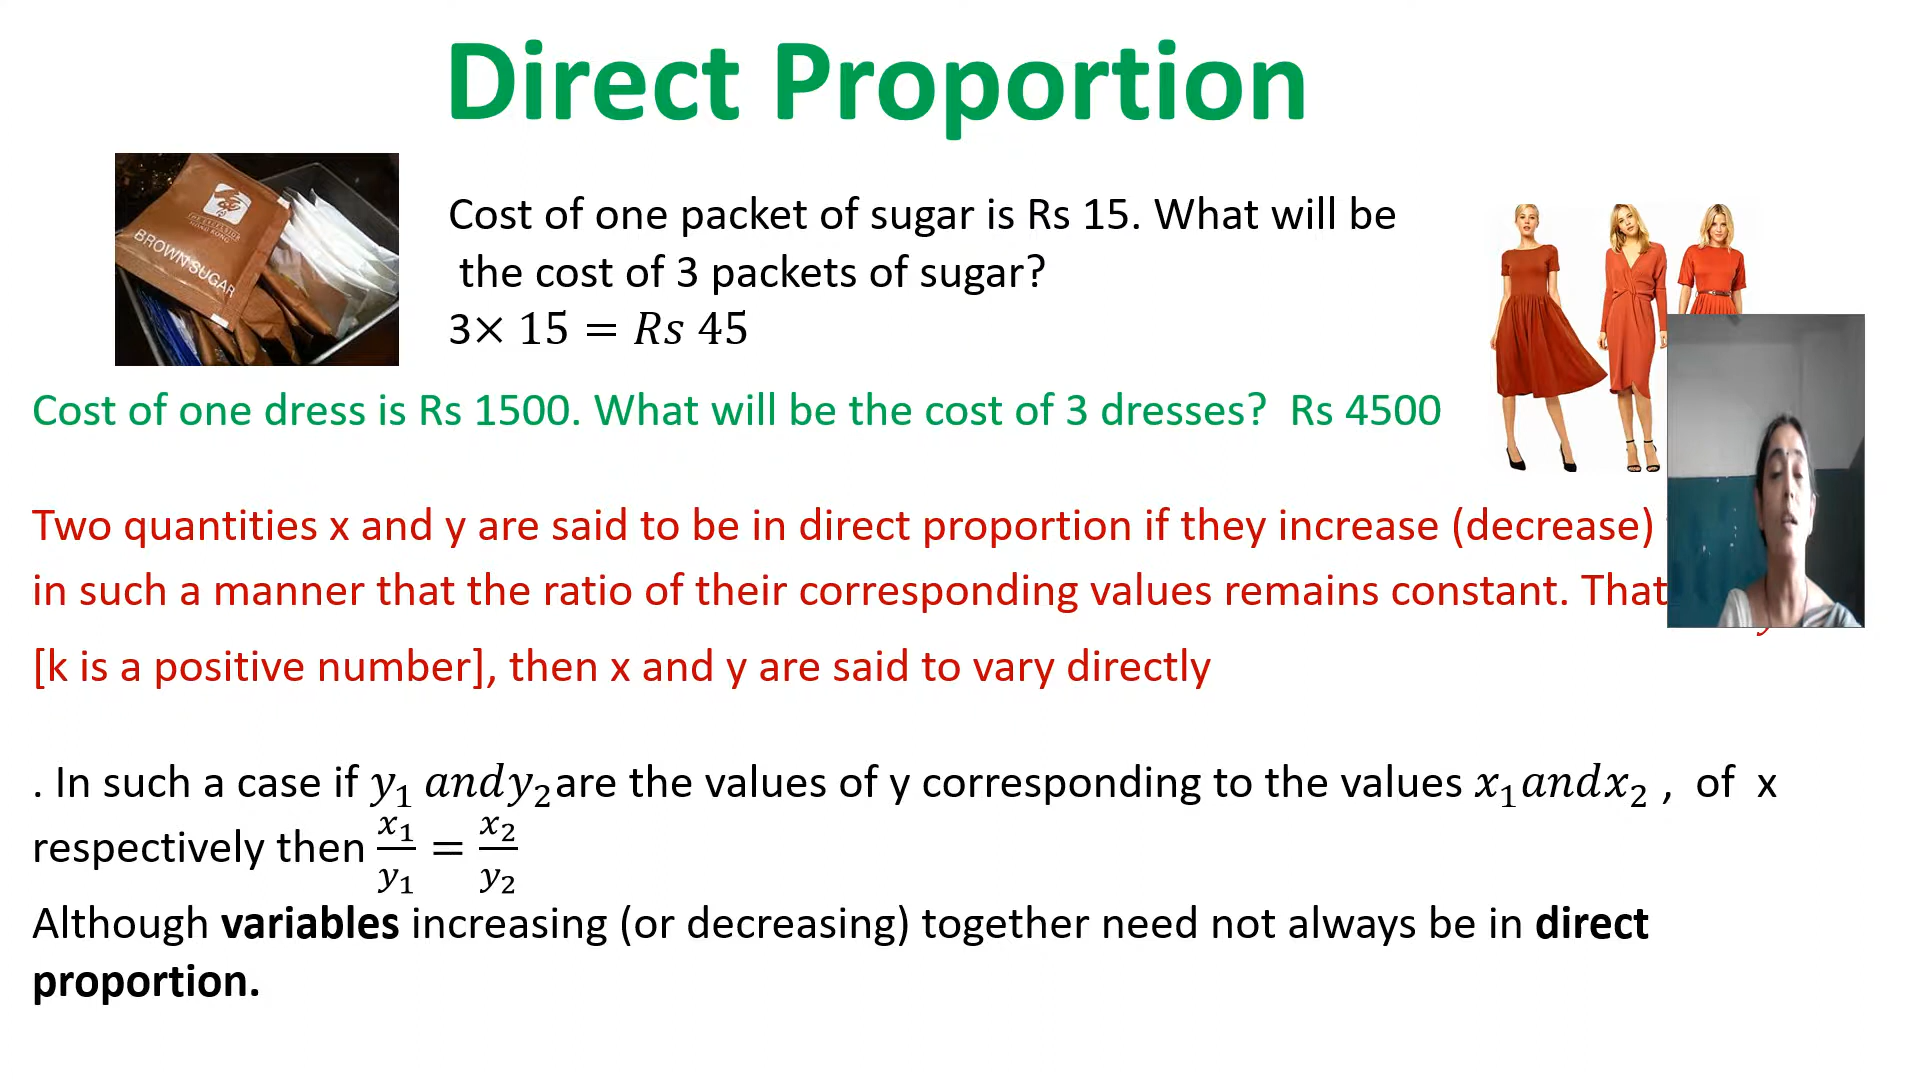 Direct Proportion
BROWN SUGAR
Cost of one packet of sugar is Rs 15. What will be
the cost of 3 packets of sugar?
3× 15 = Rs 45
Cost of one dress is Rs 1500. What will be the cost of 3 dresses? Rs 4500
Two quantities x and y are said to be in direct proportion if they increase (decrease)
in such a manner that the ratio of their corresponding values remains constant. That
[k is a positive number], then x and y are said to vary directly
. In such a case if y₁ andy₂are the values of y corresponding to the values x₁andx₂ , of x
respectively then x₁/y₁ = x₂/y₂
Although variables increasing (or decreasing) together need not always be in direct
proportion.